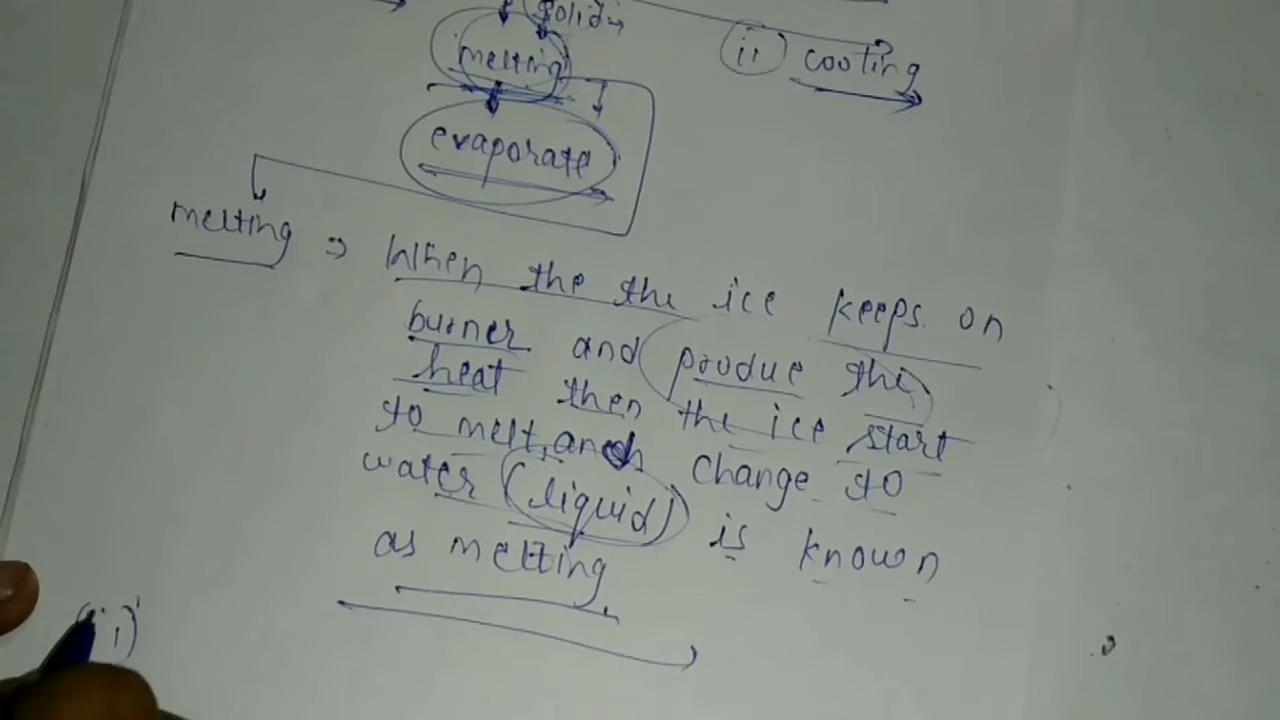 solid
melting
(ii) cooling
evaporate
melting ⇒ When the the ice keeps on
burner and (produe the)
heat then the ice start
to melt, and change to
water (liquid) is known
as melting
(ii)